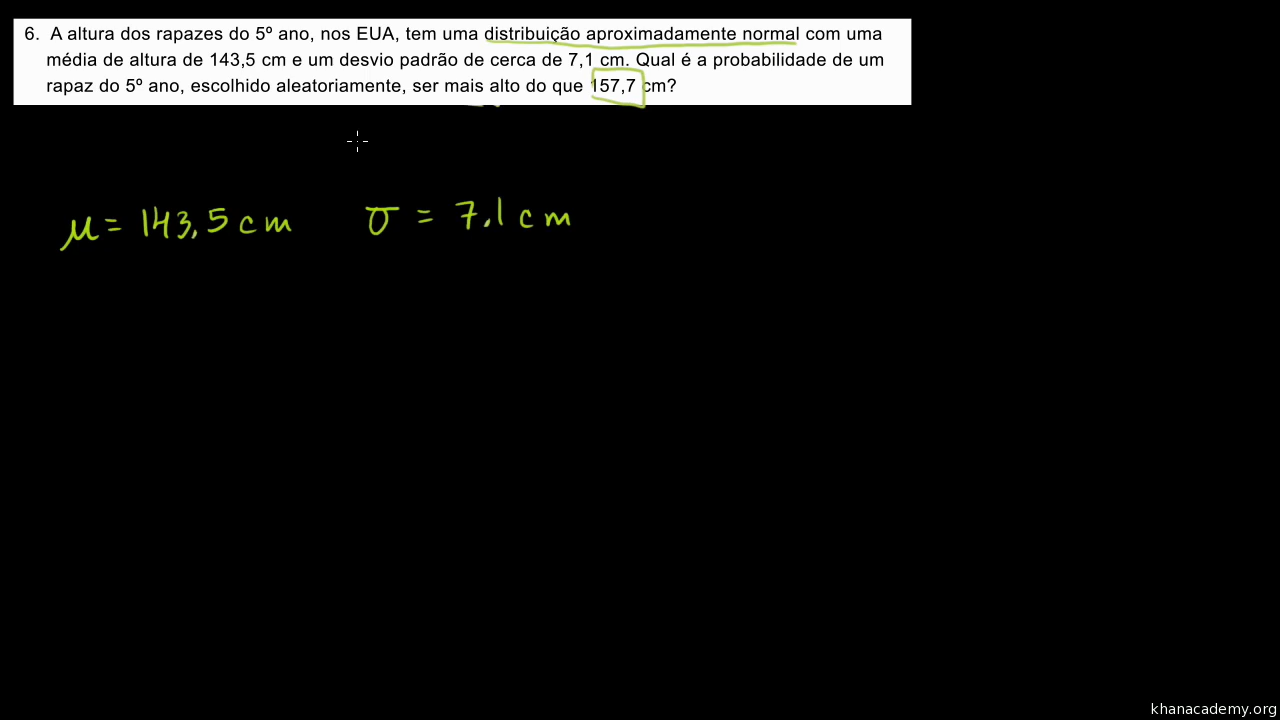 6. A altura dos rapazes do 5º ano, nos EUA, tem uma distribuição aproximadamente normal com uma
média de altura de 143,5 cm e um desvio padrão de cerca de 7,1 cm. Qual é a probabilidade de um
rapaz do 5º ano, escolhido aleatoriamente, ser mais alto do que 157,7 cm?
μ = 143,5 cm σ = 7.1 cm
khanacademy.org